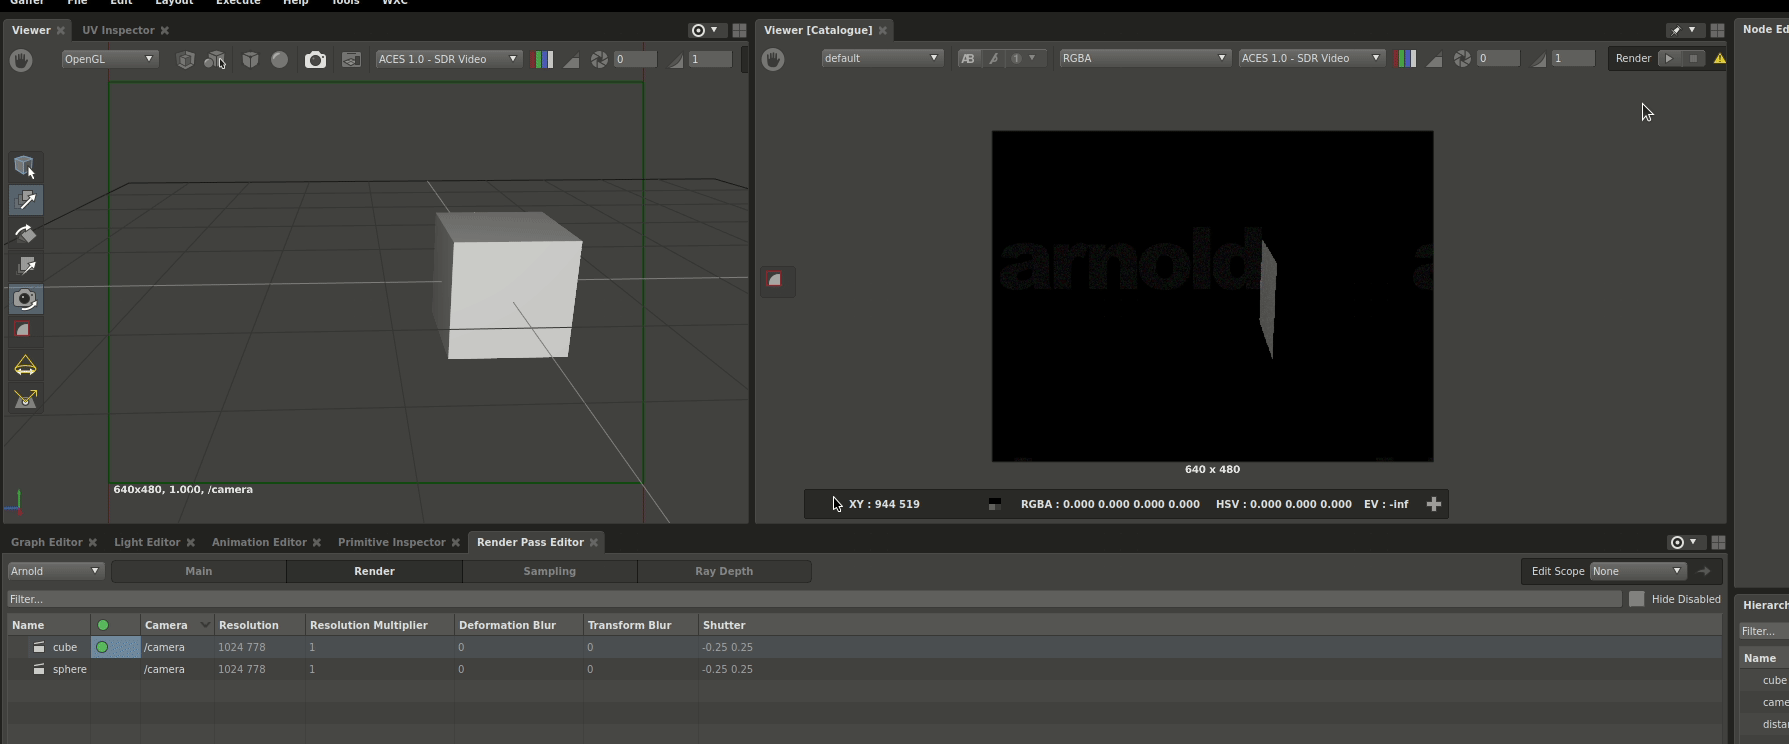 Gaffer File Edit Layout Execute Help Tools WXC
Viewer UV Inspector
OpenGL ACES 1.0 - SDR Video 0 1
640x480, 1.000, /camera
Viewer [Catalogue]
default AB 1 RGBA ACES 1.0 - SDR Video 0 1 Render
arnold a
640 x 480
XY : 944 519 RGBA : 0.000 0.000 0.000 0.000 HSV : 0.000 0.000 0.000 EV : -inf
Node Ed
Graph Editor Light Editor Animation Editor Primitive Inspector Render Pass Editor
Arnold Main Render Sampling Ray Depth Edit Scope None
Filter... Hide Disabled
Name Camera Resolution Resolution Multiplier Deformation Blur Transform Blur Shutter
cube /camera 1024 778 1 0 0 -0.25 0.25
sphere /camera 1024 778 1 0 0 -0.25 0.25
Hierarch
Filter...
Name
cube
came
distan